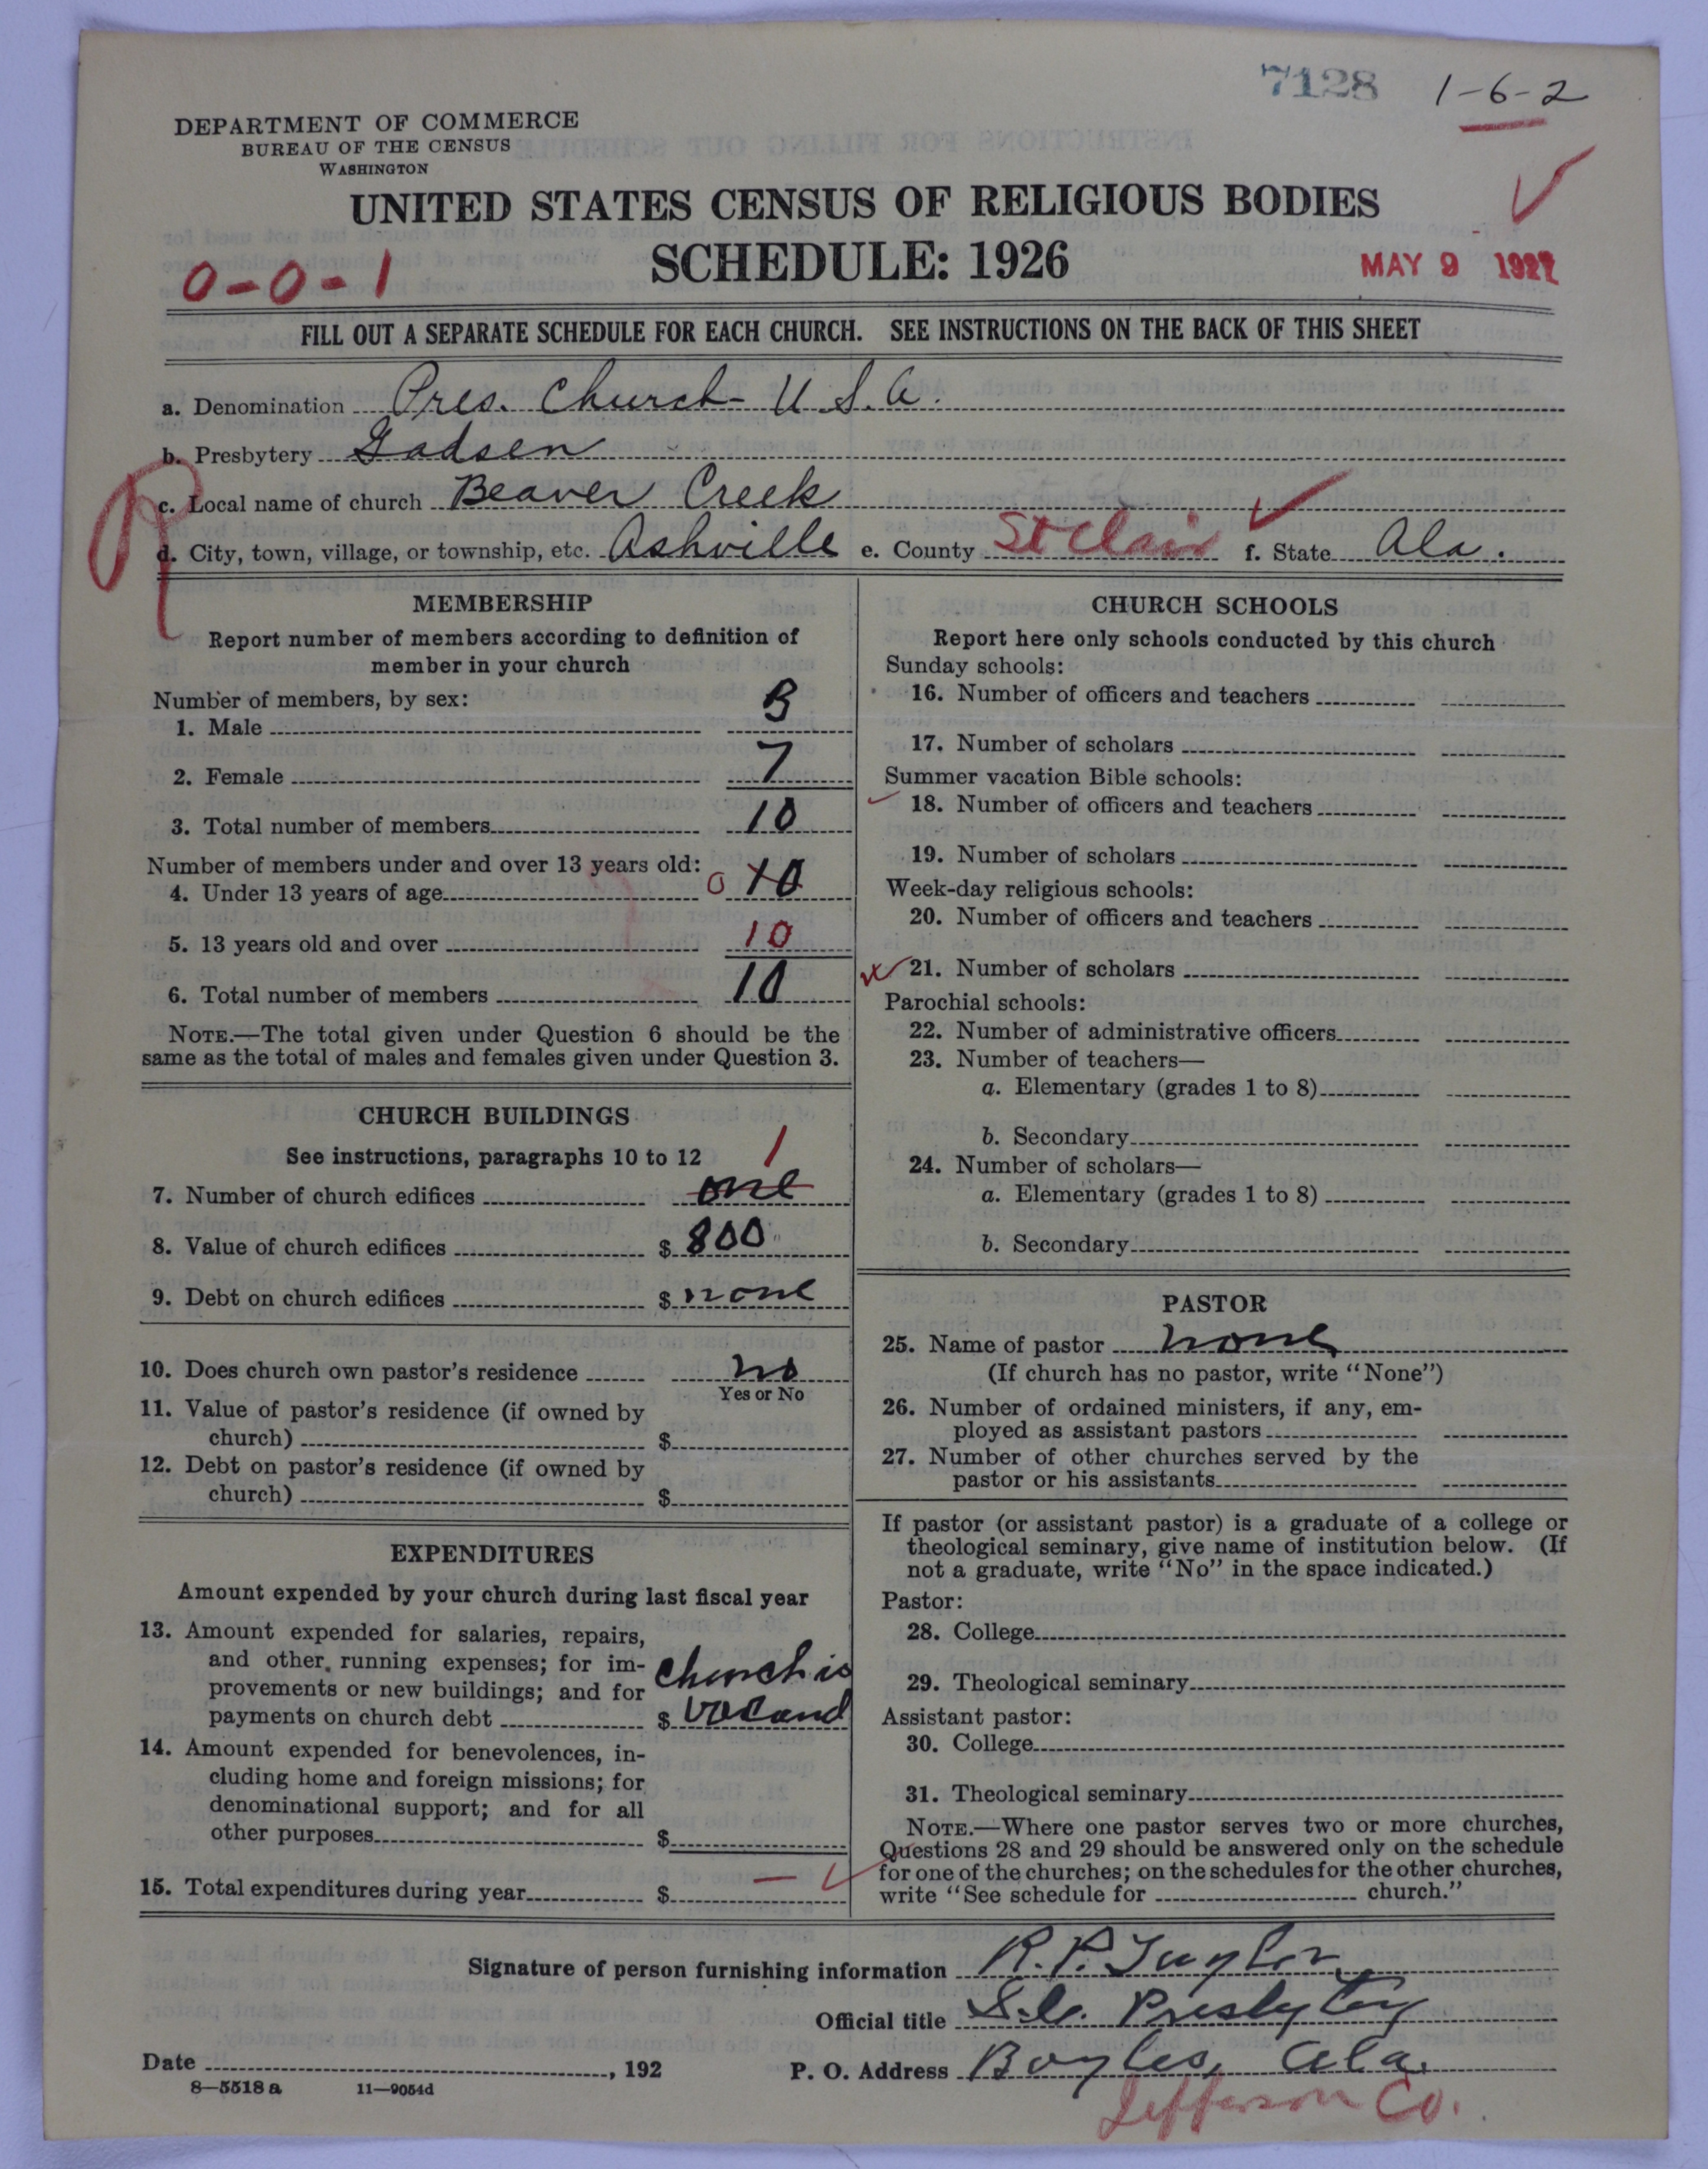 7128 1-6-2
DEPARTMENT OF COMMERCE
BUREAU OF THE CENSUS
WASHINGTON
UNITED STATES CENSUS OF RELIGIOUS BODIES
SCHEDULE: 1926
0-0-1
MAY 9 1927
FILL OUT A SEPARATE SCHEDULE FOR EACH CHURCH. SEE INSTRUCTIONS ON THE BACK OF THIS SHEET
a. Denomination Pres. Church- U.S.A.
b. Presbytery Gadsen
c. Local name of church Beaver Creek
d. City, town, village, or township, etc. Ashville e. County St Clair f. State Ala.
MEMBERSHIP
Report number of members according to definition of
member in your church
Number of members, by sex:
1. Male 3
2. Female 7
3. Total number of members 10
Number of members under and over 13 years old:
4. Under 13 years of age 0 10
5. 13 years old and over 10
6. Total number of members 10
NOTE.—The total given under Question 6 should be the
same as the total of males and females given under Question 3.
CHURCH BUILDINGS
See instructions, paragraphs 10 to 12 1
7. Number of church edifices one
8. Value of church edifices $ 800
9. Debt on church edifices $ none
10. Does church own pastor's residence no
Yes or No
11. Value of pastor's residence (if owned by
church) $
12. Debt on pastor's residence (if owned by
church) $
EXPENDITURES
Amount expended by your church during last fiscal year
13. Amount expended for salaries, repairs,
and other running expenses; for im-
provements or new buildings; and for Church is
payments on church debt $ vacand
14. Amount expended for benevolences, in-
cluding home and foreign missions; for
denominational support; and for all
other purposes $
15. Total expenditures during year $ —
CHURCH SCHOOLS
Report here only schools conducted by this church
Sunday schools:
16. Number of officers and teachers
17. Number of scholars
Summer vacation Bible schools:
18. Number of officers and teachers
19. Number of scholars
Week-day religious schools:
20. Number of officers and teachers
21. Number of scholars
Parochial schools:
22. Number of administrative officers
23. Number of teachers—
a. Elementary (grades 1 to 8)
b. Secondary
24. Number of scholars—
a. Elementary (grades 1 to 8)
b. Secondary
PASTOR
25. Name of pastor none
(If church has no pastor, write "None")
26. Number of ordained ministers, if any, em-
ployed as assistant pastors
27. Number of other churches served by the
pastor or his assistants
If pastor (or assistant pastor) is a graduate of a college or
theological seminary, give name of institution below. (If
not a graduate, write "No" in the space indicated.)
Pastor:
28. College
29. Theological seminary
Assistant pastor:
30. College
31. Theological seminary
NOTE.—Where one pastor serves two or more churches,
Questions 28 and 29 should be answered only on the schedule
for one of the churches; on the schedules for the other churches,
write "See schedule for church."
Signature of person furnishing information R.P. Taylor
Official title S.C. Presbytery
Date , 192 P. O. Address Boyles, Ala.
8—5518 a 11—9054d
Jefferson Co.